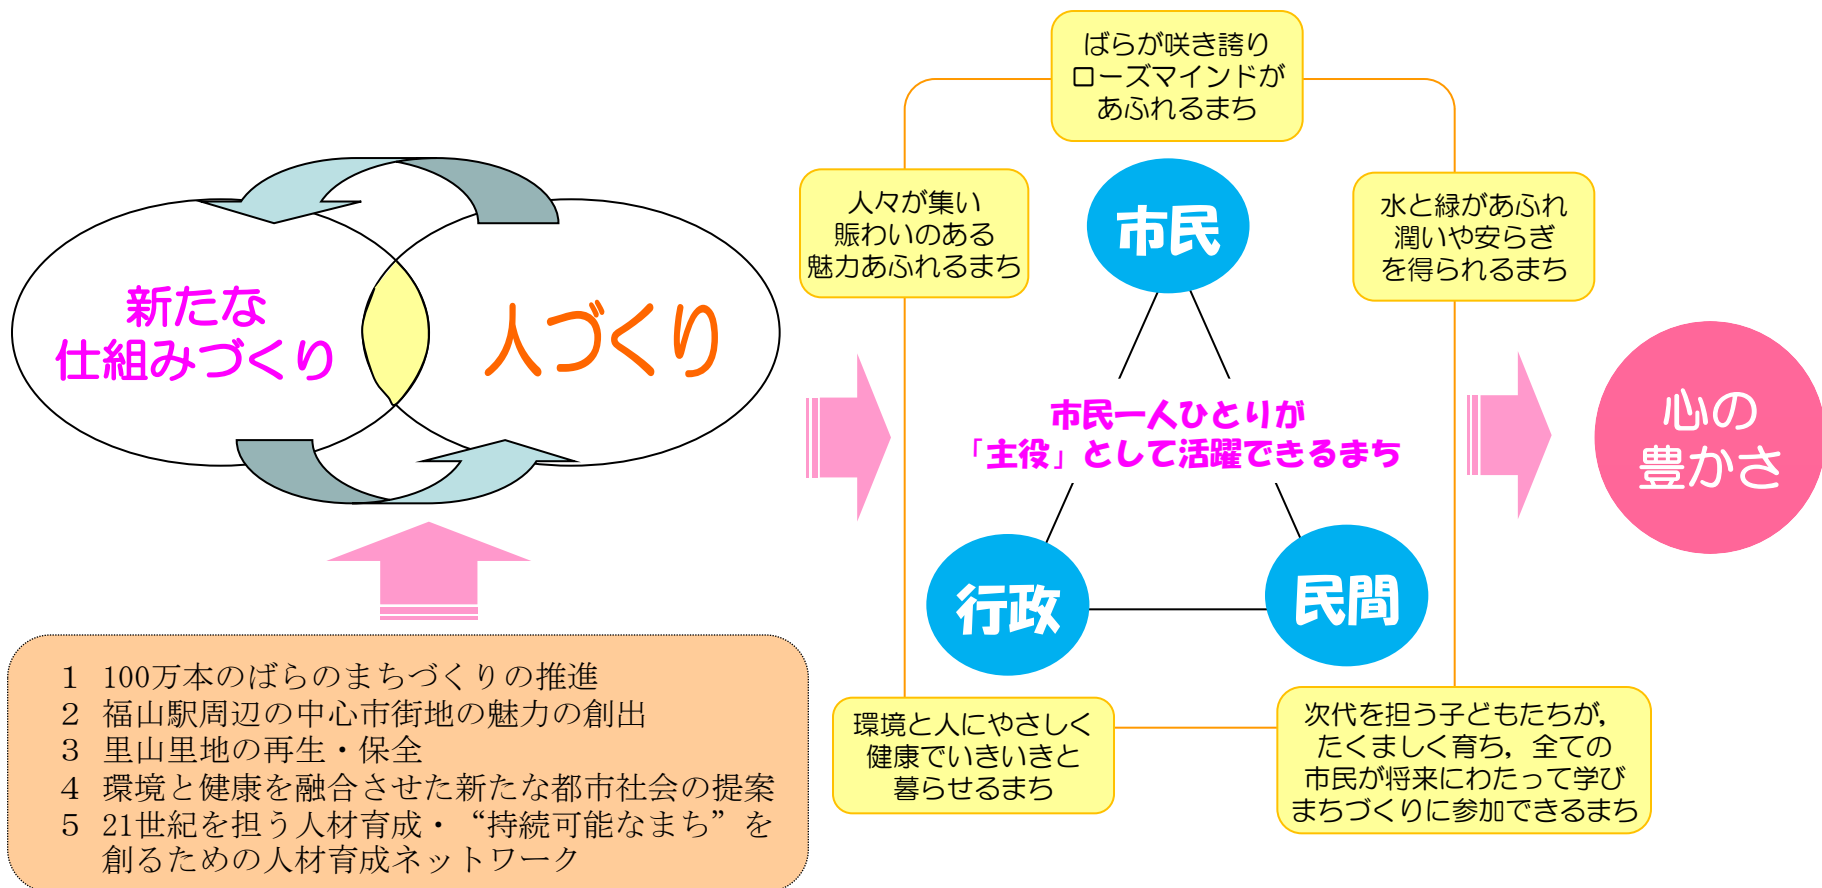 ばらが咲き誇り
ローズマインドが
あふれるまち
人々が集い
賑わいのある
魅力あふれるまち
市民
水と緑があふれ
潤いや安らぎ
を得られるまち
新たな
仕組みづくり
人づくり
市民一人ひとりが
「主役」として活躍できるまち
心の
豊かさ
行政
民間
1 100万本のばらのまちづくりの推進
2 福山駅周辺の中心市街地の魅力の創出
3 里山里地の再生・保全
4 環境と健康を融合させた新たな都市社会の提案
5 21世紀を担う人材育成・“持続可能なまち”を
創るための人材育成ネットワーク
環境と人にやさしく
健康でいきいきと
暮らせるまち
次代を担う子どもたちが，
たくましく育ち，全ての
市民が将来にわたって学び
まちづくりに参加できるまち